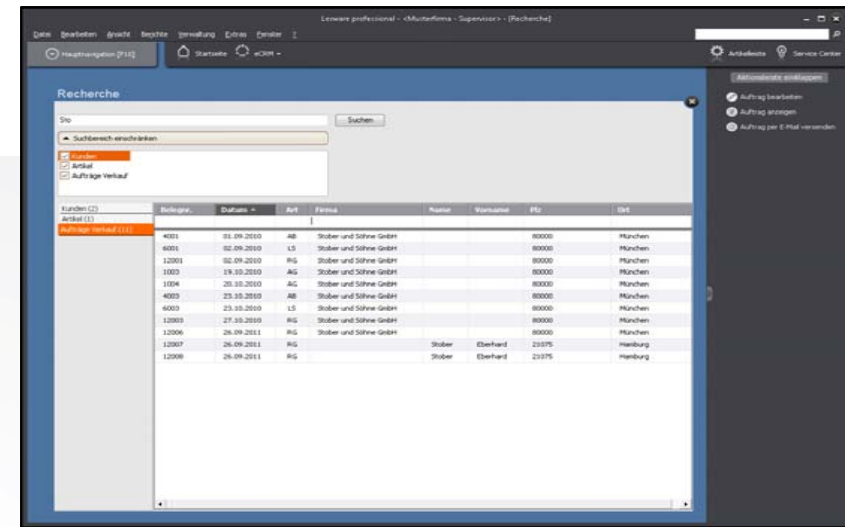 Lexware professional - <Musterfirma - Supervisor> - [Recherche]
Datei Bearbeiten Ansicht Berichte Verwaltung Extras Fenster ?
Hauptnavigation [F10] Startseite eCRM Artikelleiste Service Center
Aktionsleiste einklappen
Recherche
Auftrag bearbeiten
Auftrag anzeigen
Auftrag per E-Mail versenden
Sto Suchen
Suchbereich einschränken
Kunden
Artikel
Aufträge Verkauf
Kunden (2)
Artikel (1)
Aufträge Verkauf (11)
Belegnr. Datum Art Firma Name Vorname Plz Ort
4001 01.09.2010 AB Stober und Söhne GmbH 80000 München
6001 02.09.2010 LS Stober und Söhne GmbH 80000 München
12001 02.09.2010 RG Stober und Söhne GmbH 80000 München
1003 19.10.2010 AG Stober und Söhne GmbH 80000 München
1004 20.10.2010 AG Stober und Söhne GmbH 80000 München
4003 23.10.2010 AB Stober und Söhne GmbH 80000 München
6003 23.10.2010 LS Stober und Söhne GmbH 80000 München
12003 27.10.2010 RG Stober und Söhne GmbH 80000 München
12006 26.09.2011 RG Stober und Söhne GmbH 80000 München
12007 26.09.2011 RG Stober Eberhard 21075 Hamburg
12008 26.09.2011 RG Stober Eberhard 21075 Hamburg